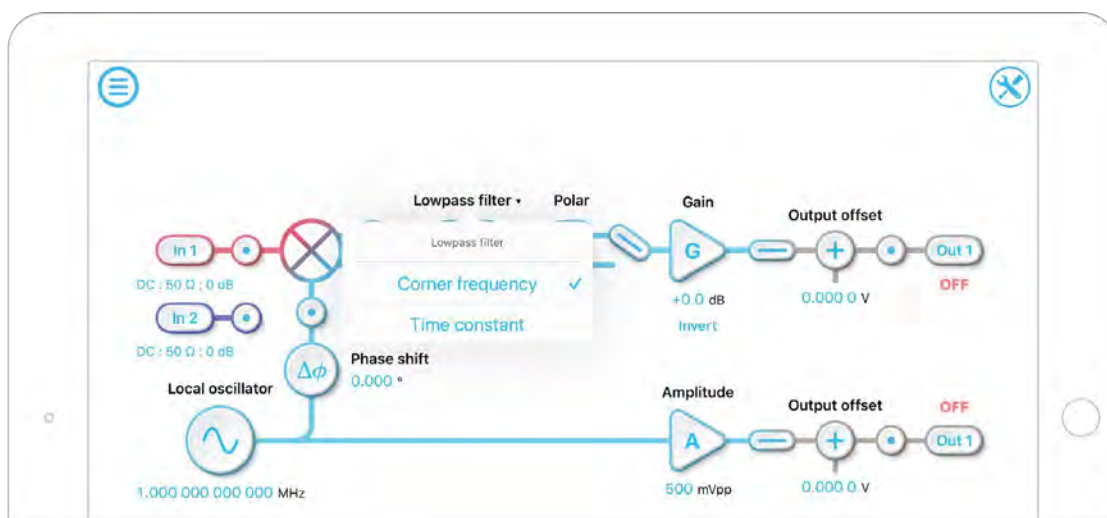 Lowpass filter ▾
Polar
Gain
Output offset
Lowpass filter
In 1
G
+
Out 1
DC : 50 Ω : 0 dB
Corner frequency ✓
+0.0 dB
0.000 0 V
OFF
In 2
Time constant
Invert
DC : 50 Ω : 0 dB
Δϕ
Phase shift
0.000 °
Local oscillator
Amplitude
Output offset
OFF
A
+
Out 1
1.000 000 000 000 MHz
500 mVpp
0.000 0 V